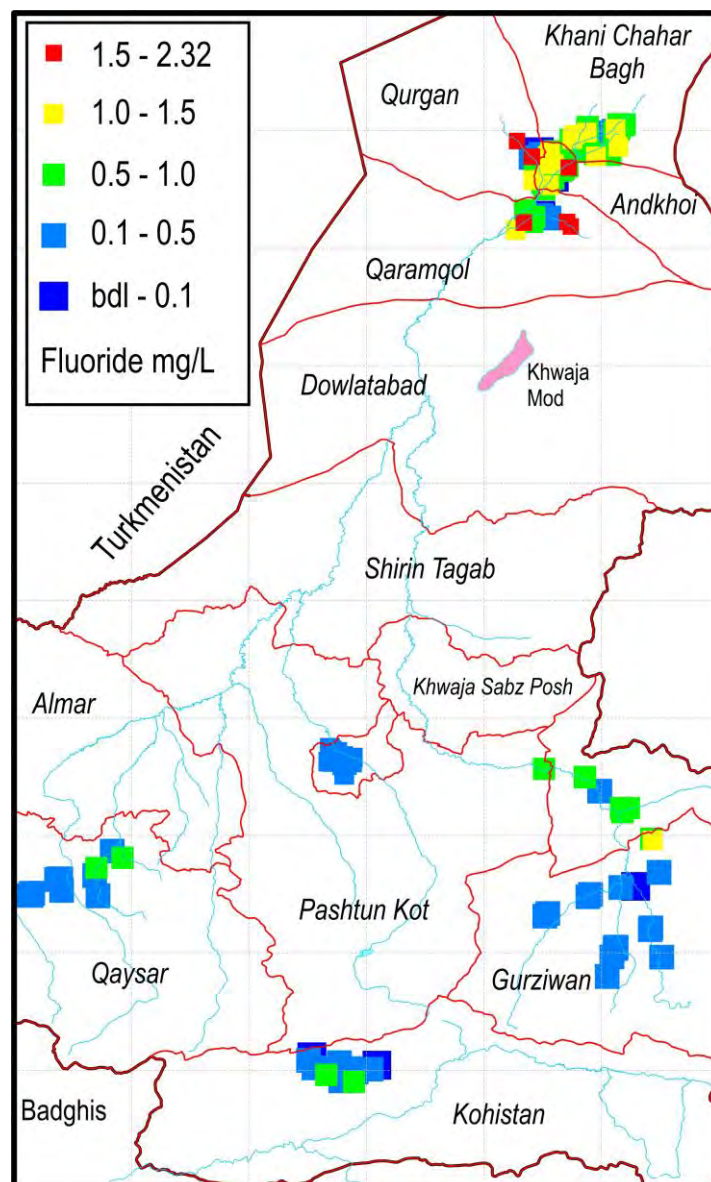 1.5 - 2.32
1.0 - 1.5
0.5 - 1.0
0.1 - 0.5
bdl - 0.1
Fluoride mg/L
Khani Chahar
Bagh
Qurgan
Andkhoi
Qaramqol
Dowlatabad
Khwaja
Mod
Turkmenistan
Shirin Tagab
Khwaja Sabz Posh
Almar
Pashtun Kot
Qaysar
Gurziwan
Badghis
Kohistan